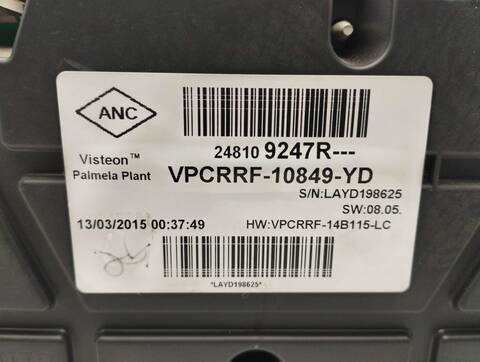 ANC
24810 9247R---
Visteon™
Palmela Plant
VPCRRF-10849-YD
S/N:LAYD198625
SW:08.05.
13/03/2015 00:37:49
HW:VPCRRF-14B115-LC
*LAYD198625*